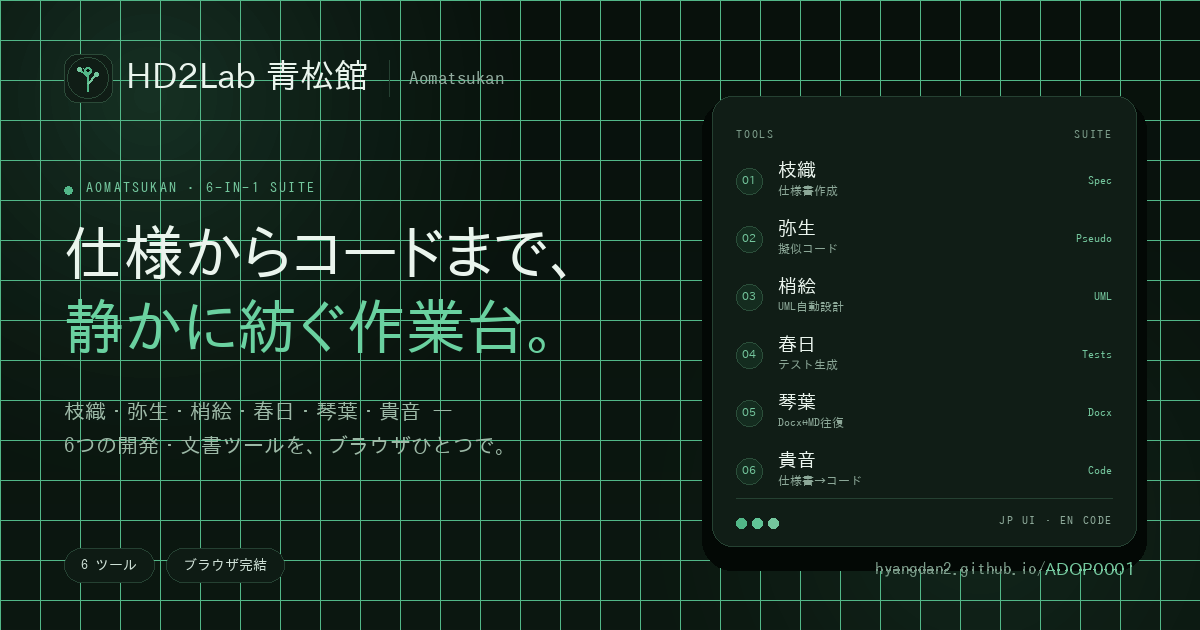 HD2Lab 青松館
Aomatsukan
AOMATSUKAN · 6-IN-1 SUITE
仕様からコードまで、
静かに紡ぐ作業台。
枝織 · 弥生 · 梢絵 · 春日 · 琴葉 · 貴音 —
6つの開発 · 文書ツールを、ブラウザひとつで。
6 ツール
ブラウザ完結
TOOLS
SUITE
01 枝織 Spec
仕様書作成
02 弥生 Pseudo
擬似コード
03 梢絵 UML
UML自動設計
04 春日 Tests
テスト生成
05 琴葉 Docx
Docx↔MD往復
06 貴音 Code
仕様書→コード
JP UI · EN CODE
hyangdan2.github.io/ADOP0001